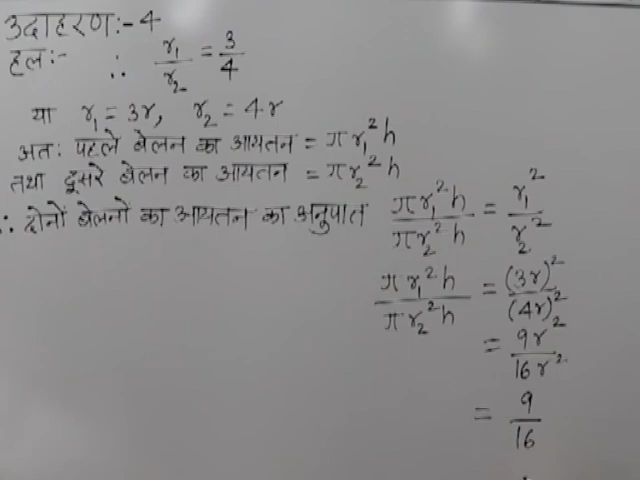 उदाहरण:- 4
हल:- ∴ r₁/r₂ = 3/4
या r₁ = 3r, r₂ = 4r
अतः पहले बेलन का आयतन = πr₁²h
तथा दूसरे बेलन का आयतन = πr₂²h
∴ दोनों बेलनों का आयतन का अनुपात πr₁²h/πr₂²h = r₁²/r₂²
πr₁²h/πr₂²h = (3r)²/(4r)²
= 9r²/16r²
= 9/16